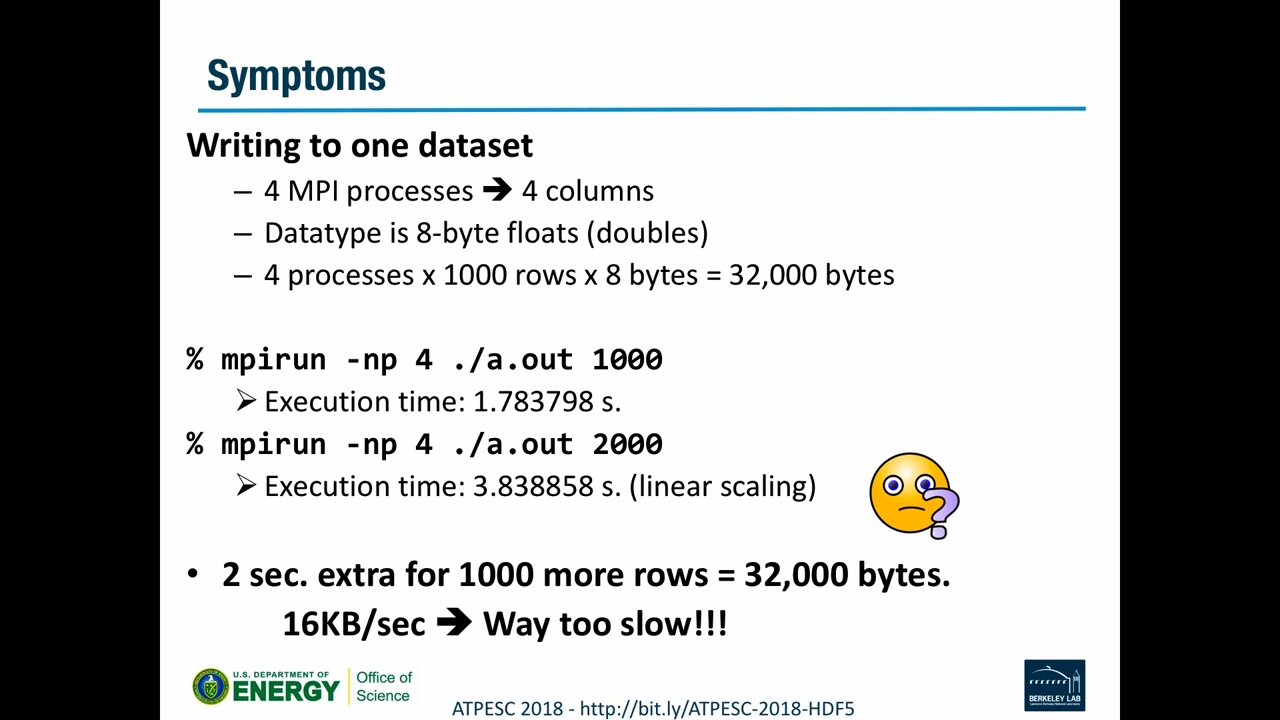 Symptoms
Writing to one dataset
– 4 MPI processes ➔ 4 columns
– Datatype is 8-byte floats (doubles)
– 4 processes x 1000 rows x 8 bytes = 32,000 bytes
% mpirun -np 4 ./a.out 1000
➢ Execution time: 1.783798 s.
% mpirun -np 4 ./a.out 2000
➢ Execution time: 3.838858 s. (linear scaling)
• 2 sec. extra for 1000 more rows = 32,000 bytes.
16KB/sec ➔ Way too slow!!!
U.S. DEPARTMENT OF
ENERGY
Office of
Science
BERKELEY LAB
ATPESC 2018 - http://bit.ly/ATPESC-2018-HDF5